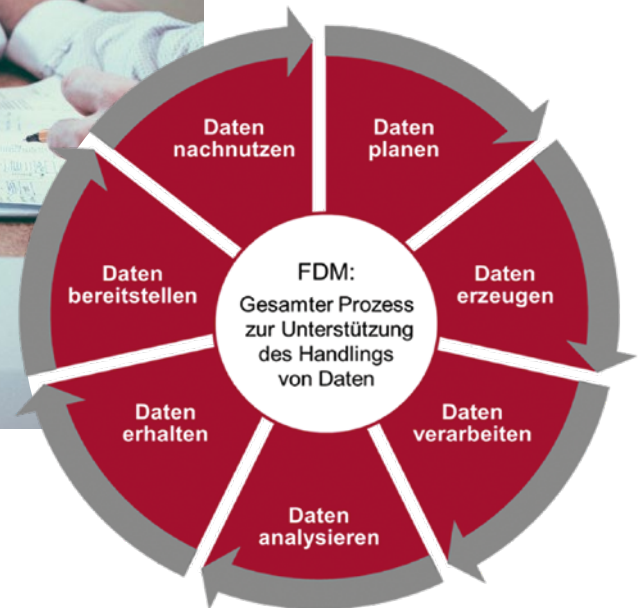 Daten
nachnutzen
Daten
planen
Daten
bereitstellen
FDM:
Gesamter Prozess
zur Unterstützung
des Handlings
von Daten
Daten
erzeugen
Daten
erhalten
Daten
verarbeiten
Daten
analysieren